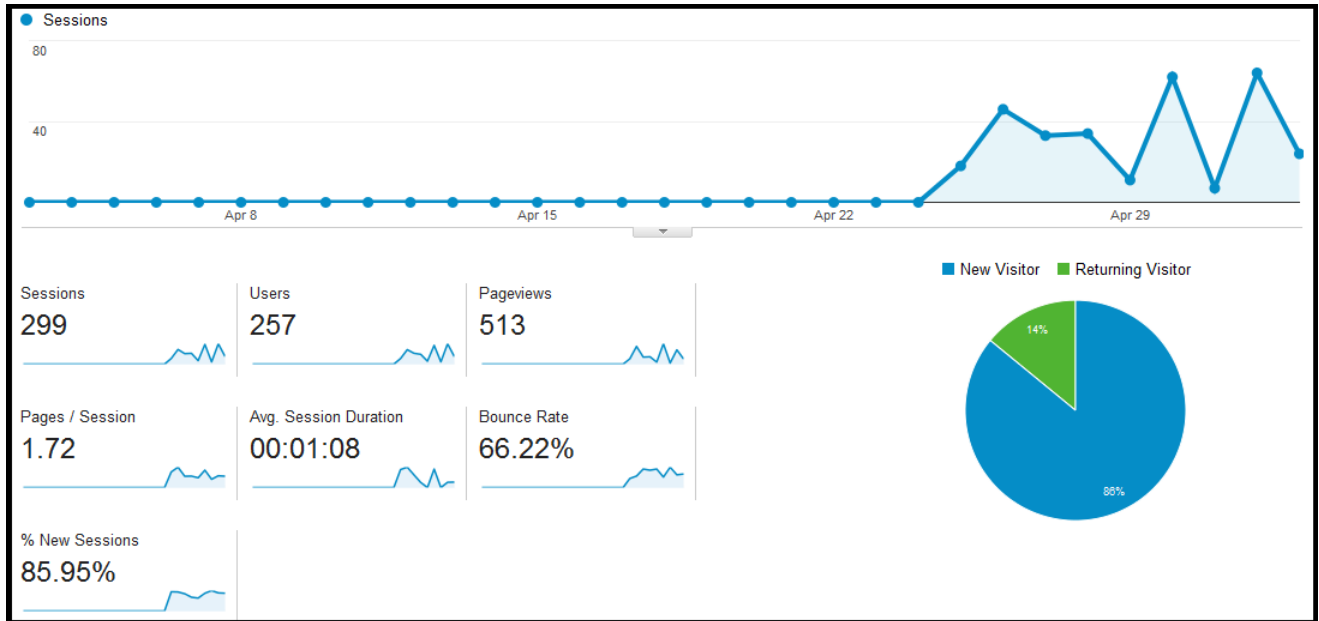 Sessions
80
40
Apr 8 Apr 15 Apr 22 Apr 29
New Visitor Returning Visitor
Sessions Users Pageviews
299 257 513
14%
Pages / Session Avg. Session Duration Bounce Rate
1.72 00:01:08 66.22%
86%
% New Sessions
85.95%